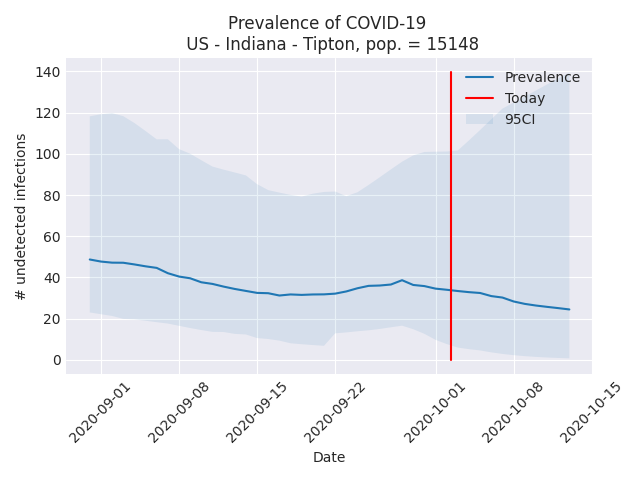 Prevalence of COVID-19
US - Indiana - Tipton, pop. = 15148
140
120
100
80
60
40
20
0
# undetected infections
Prevalence
Today
95CI
2020-09-01
2020-09-08
2020-09-15
2020-09-22
2020-10-01
2020-10-08
2020-10-15
Date